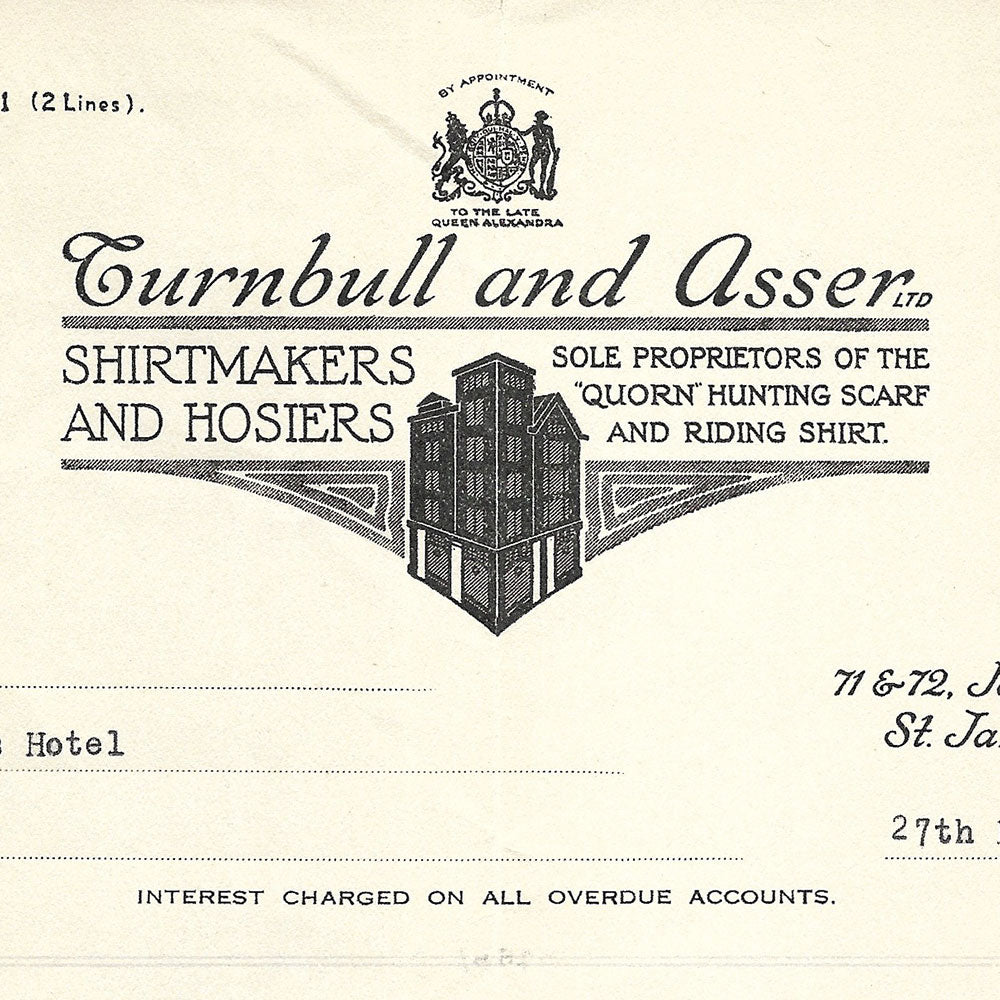 1 (2 Lines).
BY APPOINTMENT
TO THE LATE
QUEEN ALEXANDRA
Turnbull and Asser LTD
SHIRTMAKERS
AND HOSIERS
SOLE PROPRIETORS OF THE
"QUORN" HUNTING SCARF
AND RIDING SHIRT.
71 & 72, J
St. Ja
Hotel
27th
INTEREST CHARGED ON ALL OVERDUE ACCOUNTS.